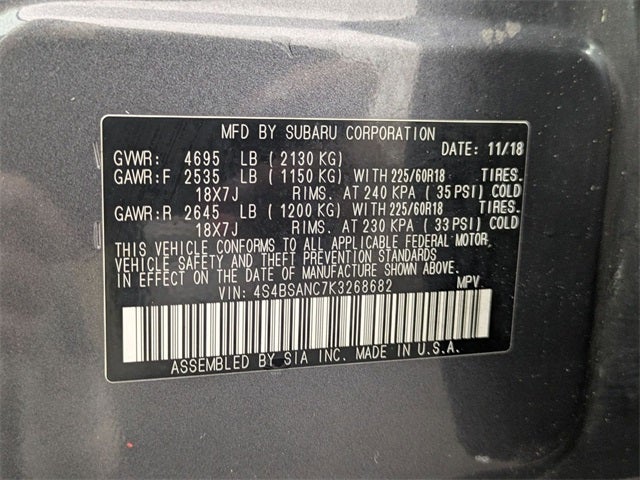 MFD BY SUBARU CORPORATION
DATE: 11/18
GVWR: 4695 LB (2130 KG)
GAWR:F 2535 LB (1150 KG) WITH 225/60R18 TIRES.
18X7J RIMS. AT 240 KPA (35 PSI) COLD
GAWR:R 2645 LB (1200 KG) WITH 225/60R18 TIRES.
18X7J RIMS. AT 230 KPA (33 PSI) COLD
THIS VEHICLE CONFORMS TO ALL APPLICABLE FEDERAL MOTOR
VEHICLE SAFETY AND THEFT PREVENTION STANDARDS
IN EFFECT ON THE DATE OF MANUFACTURE SHOWN ABOVE.
VIN: 4S4BSANC7K3268682 MPV
ASSEMBLED BY SIA INC. MADE IN U.S.A.